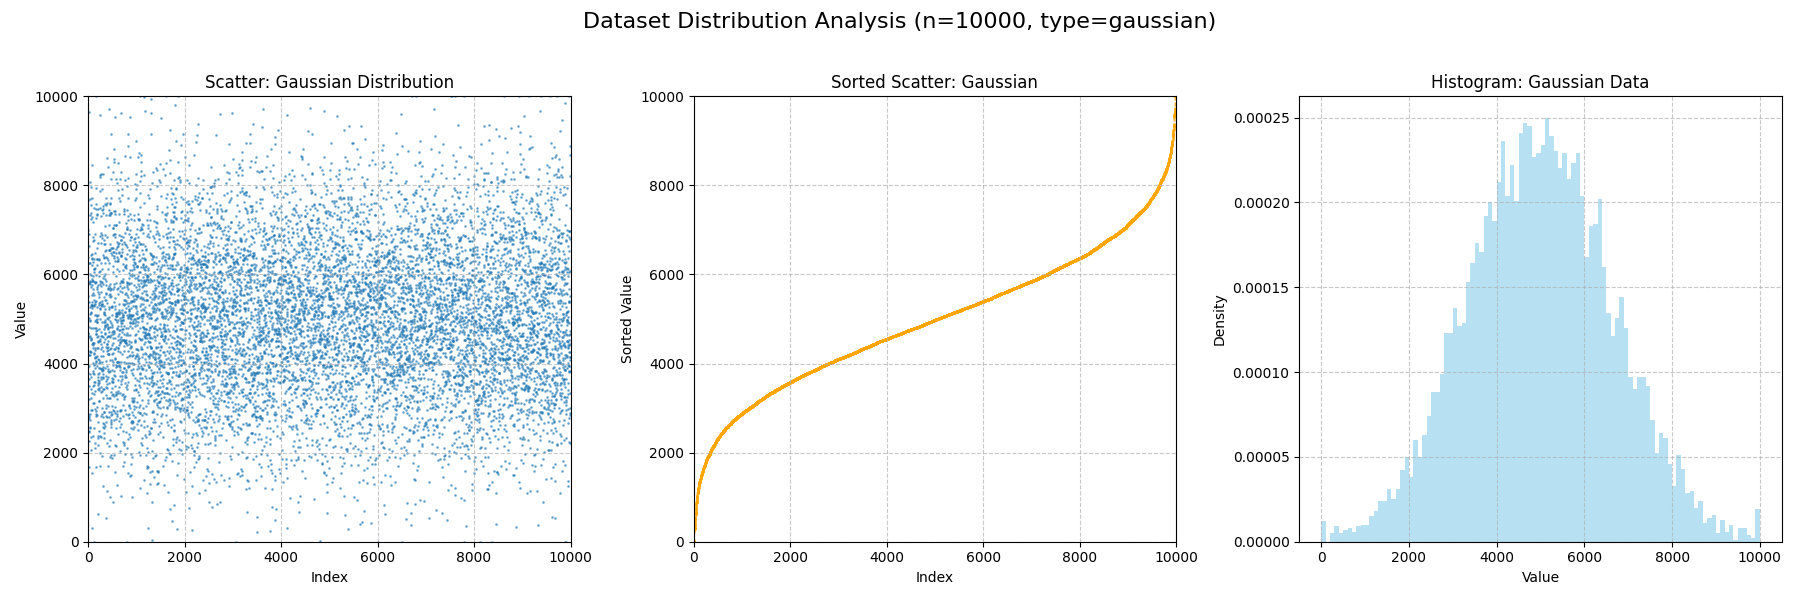 Dataset Distribution Analysis (n=10000, type=gaussian)
Scatter: Gaussian Distribution
10000
8000
6000
4000
2000
0
Value
0 2000 4000 6000 8000 10000
Index
Sorted Scatter: Gaussian
10000
8000
6000
4000
2000
0
Sorted Value
0 2000 4000 6000 8000 10000
Index
Histogram: Gaussian Data
0.00025
0.00020
0.00015
0.00010
0.00005
0.00000
Density
0 2000 4000 6000 8000 10000
Value